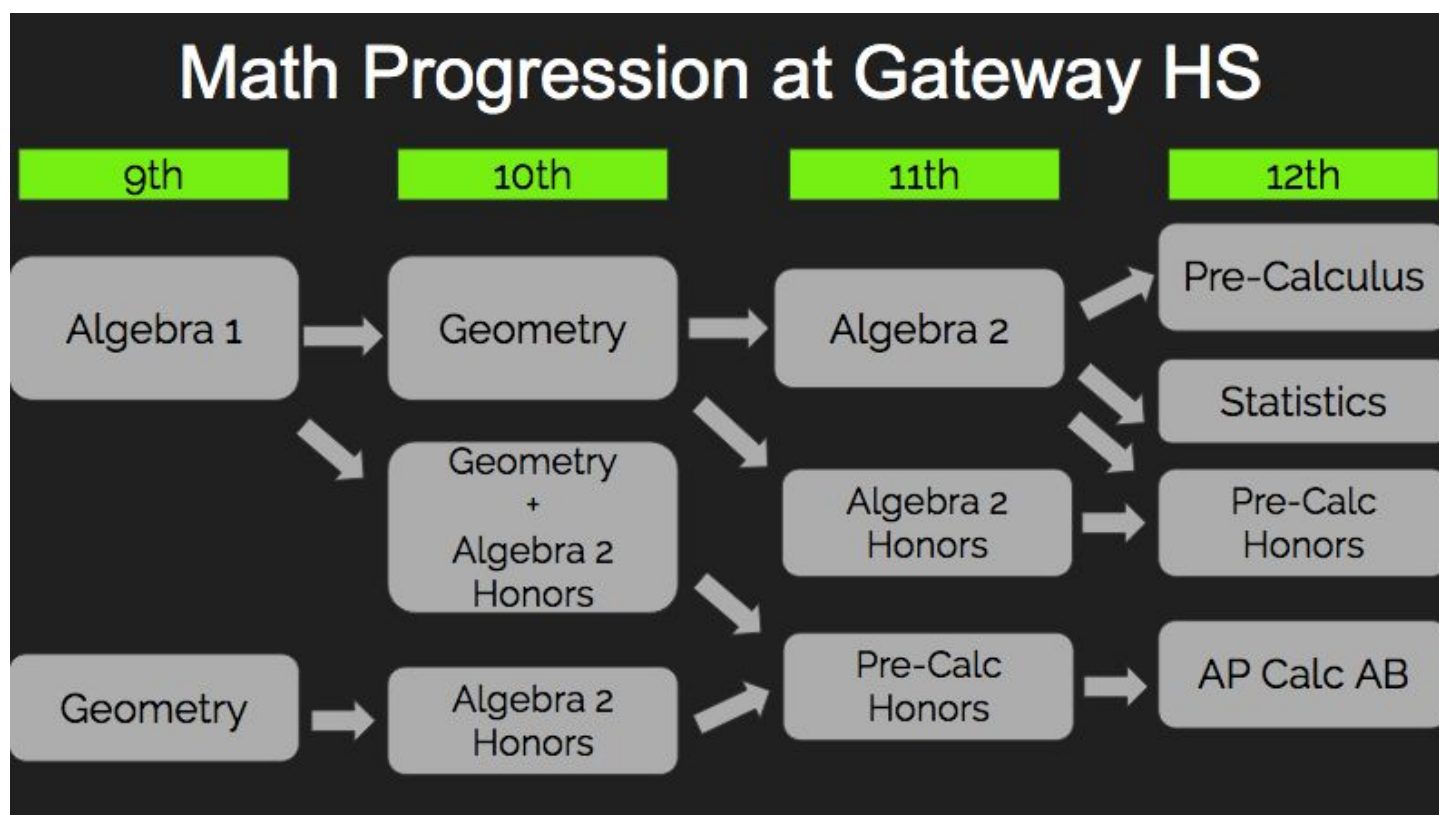 Math Progression at Gateway HS
9th
10th
11th
12th
Algebra 1
Geometry
Algebra 2
Pre-Calculus
Statistics
Geometry
+
Algebra 2
Honors
Algebra 2
Honors
Pre-Calc
Honors
Geometry
Algebra 2
Honors
Pre-Calc
Honors
AP Calc AB